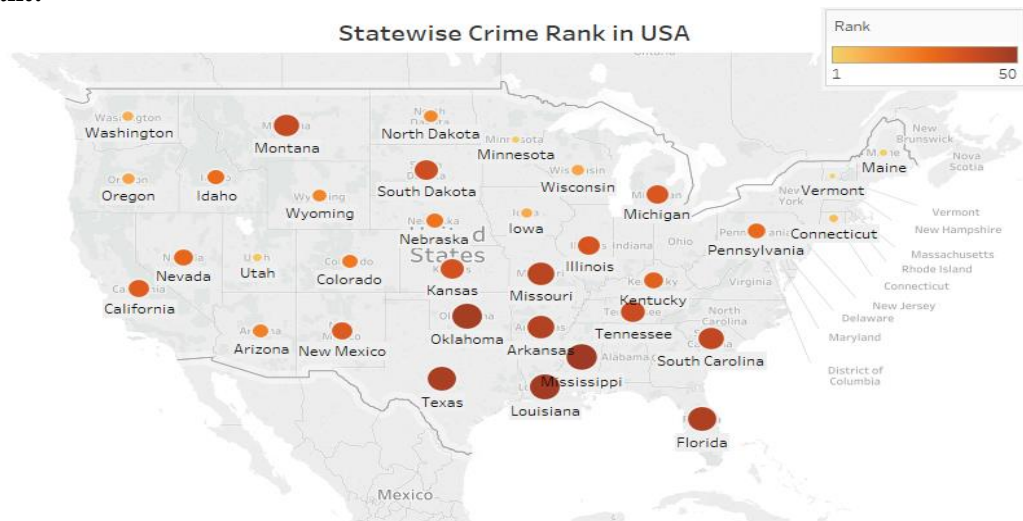 Statewise Crime Rank in USA
Rank
1 50
Washington
Montana
North Dakota
Minnesota
Maine
New
Brunswick
Nova
Scotia
Oregon
Idaho
Wyoming
South Dakota
Wisconsin
Michigan
Vermont
New
York
Vermont
New Hampshire
Massachusetts
Rhode Island
Connecticut
New Jersey
Delaware
Maryland
District of
Columbia
Nebraska
Iowa
Connecticut
Pennsylvania
Ohio
Indiana
Illinois
States
Nevada
Utah
Colorado
Kansas
Missouri
Kentucky
Virginia
California
Arizona
New Mexico
Oklahoma
Arkansas
Tennessee
North
Carolina
South Carolina
Mississippi
Texas
Louisiana
Florida
Mexico